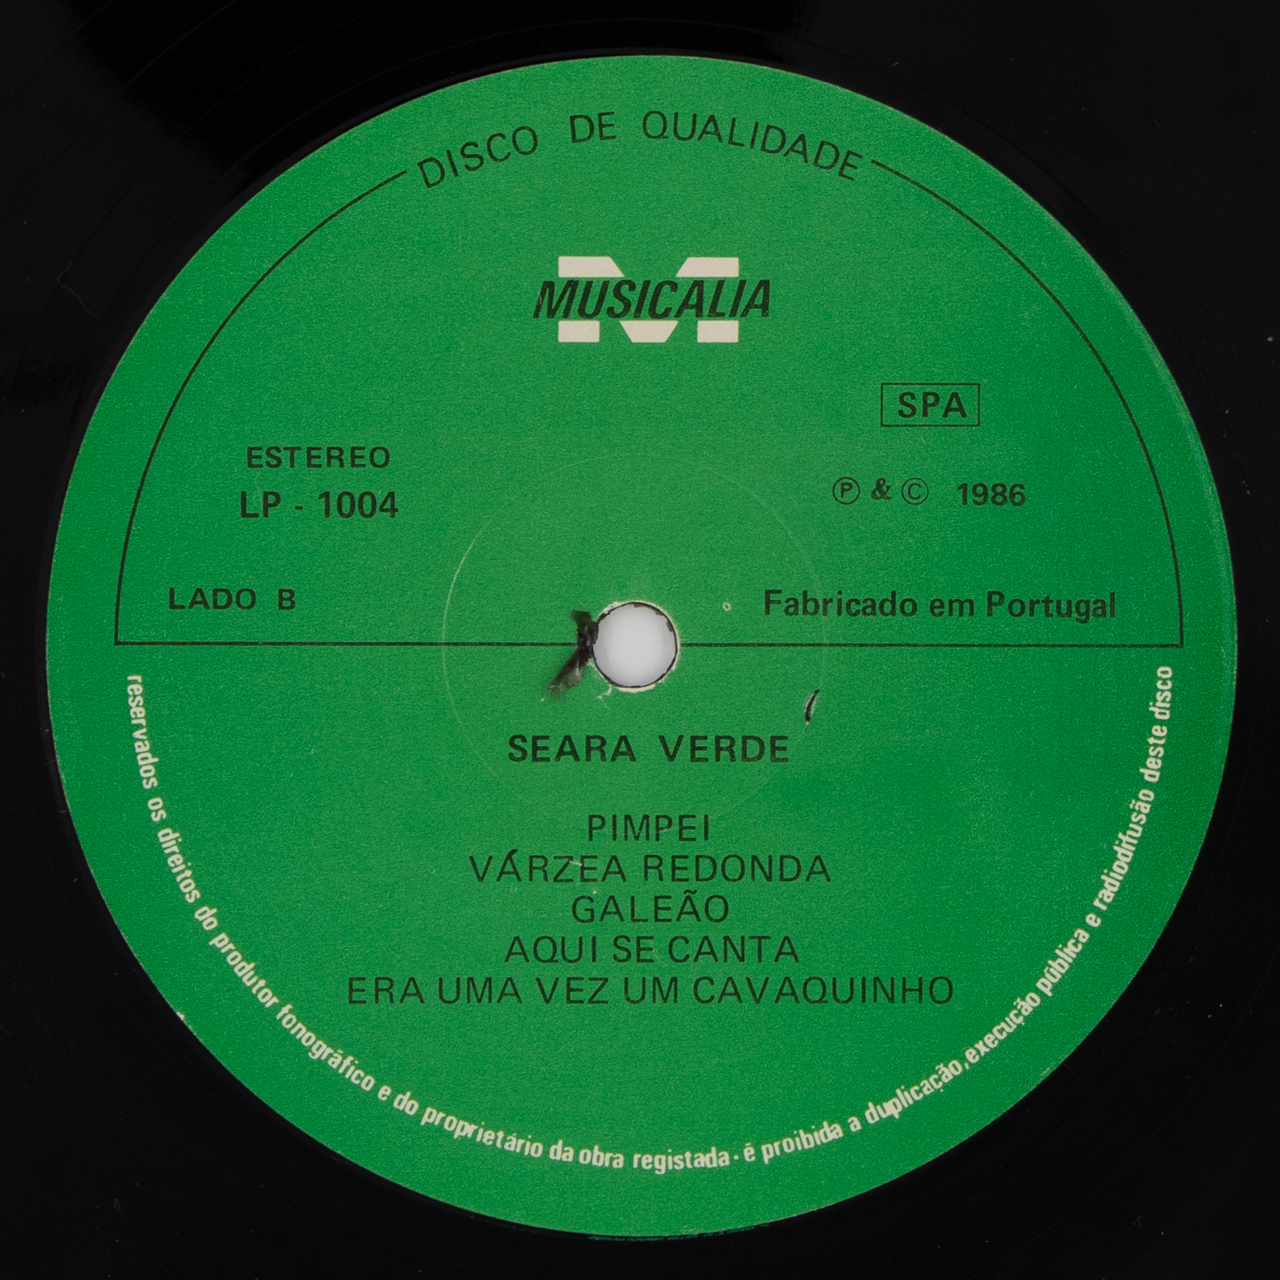 DISCO DE QUALIDADE
MUSICALIA
SPA
ESTEREO
LP - 1004
Ⓟ & © 1986
LADO B
Fabricado em Portugal
SEARA VERDE
PIMPEI
VÁRZEA REDONDA
GALEÃO
AQUI SE CANTA
ERA UMA VEZ UM CAVAQUINHO
reservados os direitos do produtor fonográfico e do proprietário da obra registada · é proibida a duplicação, execução pública e radiodifusão deste disco